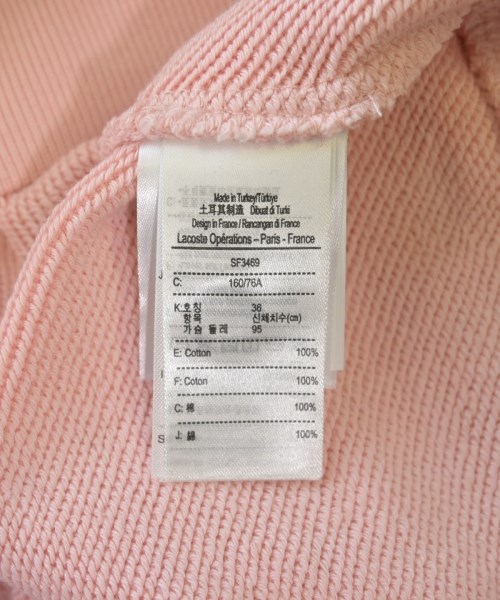 Made in Turkey/Türkiye
土耳其制造 Dibuat di Turki
Design in France / Rancangan di France
Lacoste Opérations – Paris - France
SF3469
C: 160/76A
K:호칭 36
항목 신체치수(㎝)
가슴 둘레 95
E: Cotton 100%
F: Coton 100%
C: 棉 100%
J: 綿 100%
J
S